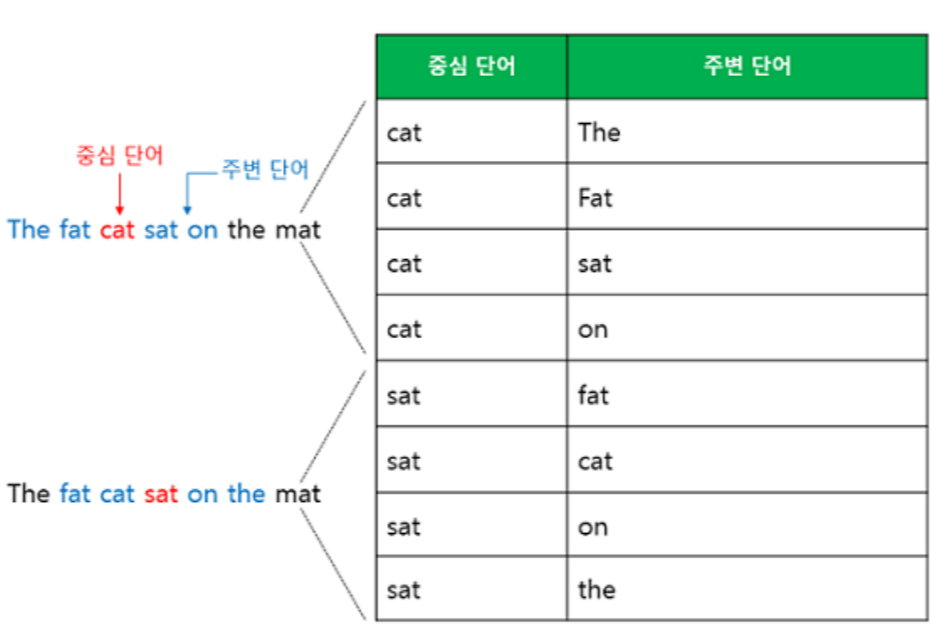 중심 단어 주변 단어
cat The
cat Fat
cat sat
cat on
sat fat
sat cat
sat on
sat the
중심 단어
주변 단어
The fat cat sat on the mat
The fat cat sat on the mat